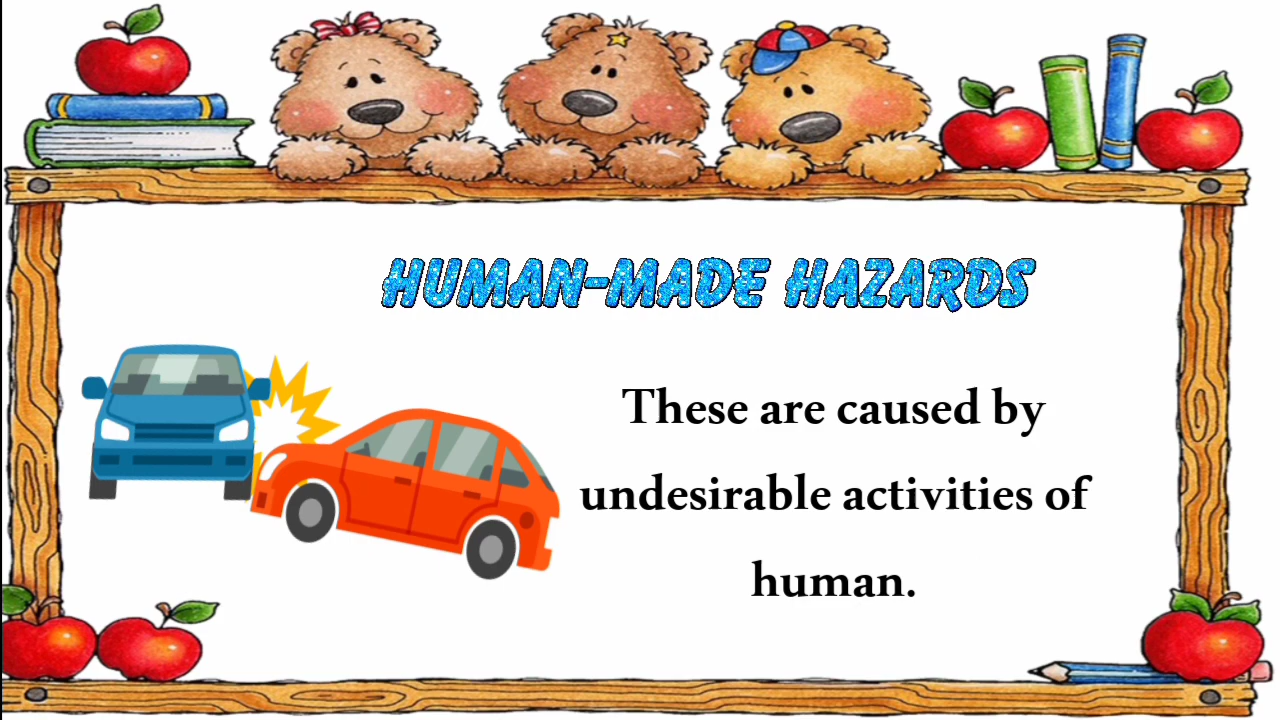 HUMAN-MADE HAZARDS
These are caused by
undesirable activities of
human.